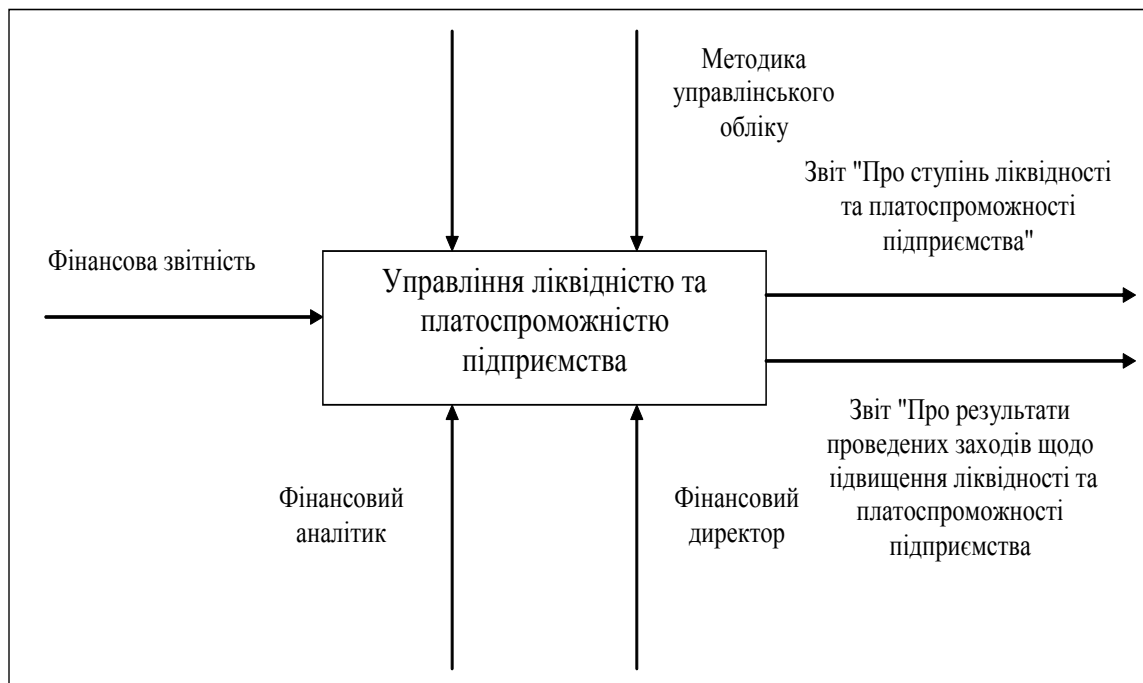 Методика
управлінського
обліку
Звіт "Про ступінь ліквідності
та платоспроможності
підприємства"
Фінансова звітність
Управління ліквідністю та
платоспроможністю
підприємства
Звіт "Про результати
проведених заходів щодо
підвищення ліквідності та
платоспроможності
підприємства
Фінансовий
аналітик
Фінансовий
директор